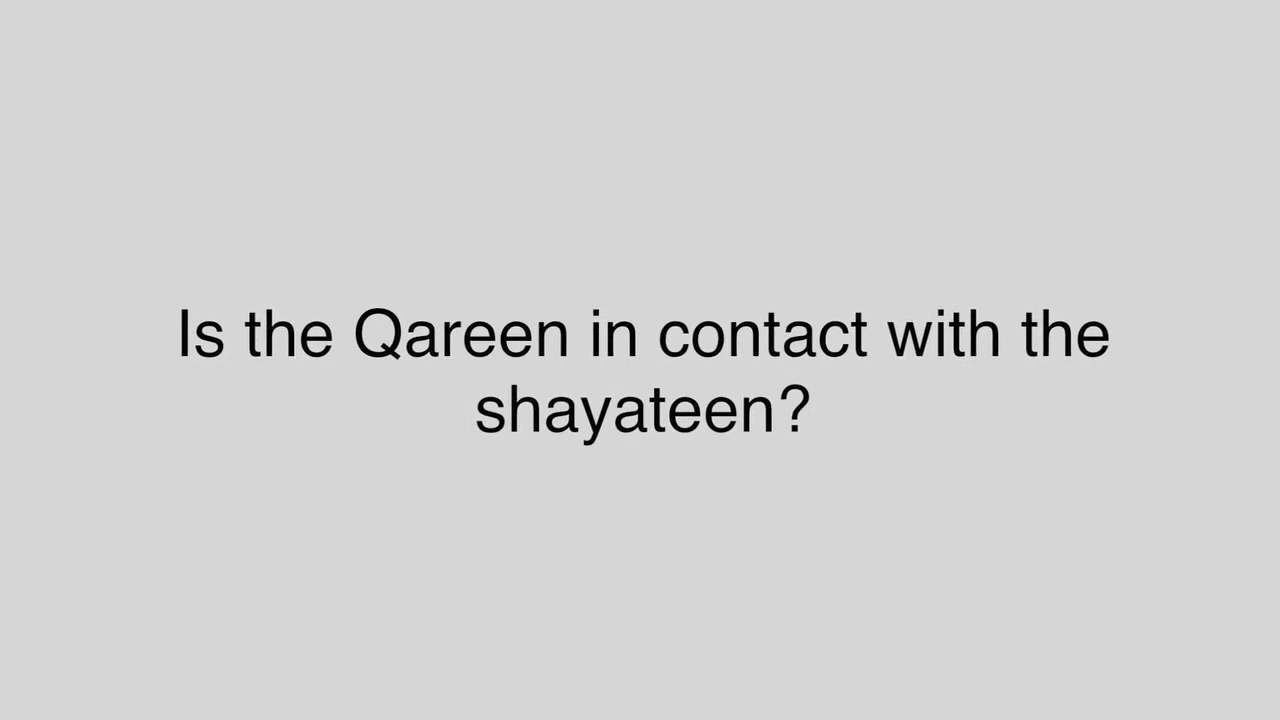 Is the Qareen in contact with the
shayateen?